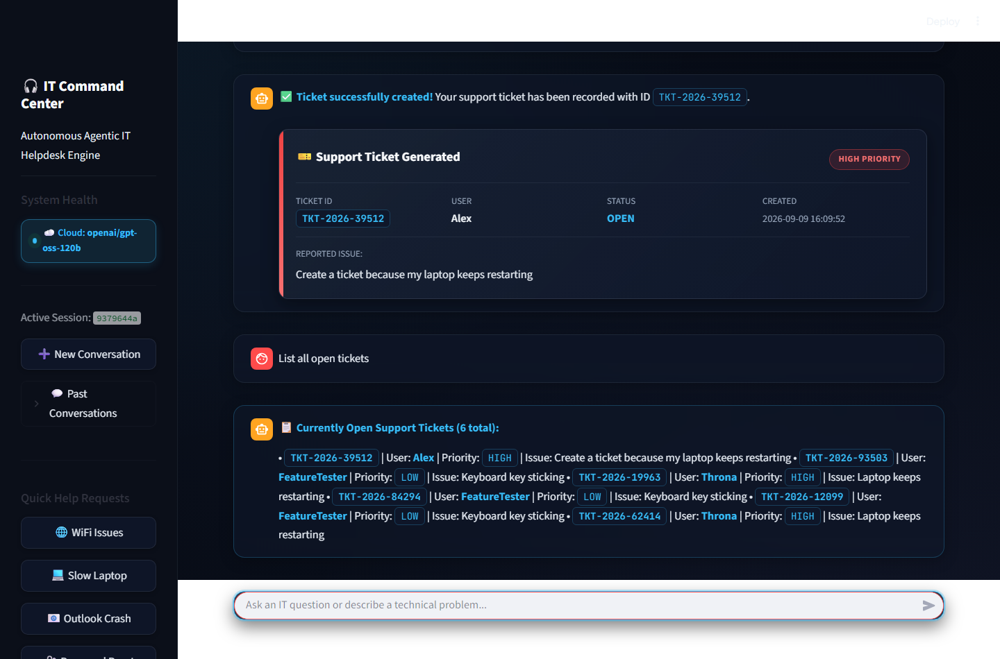 Deploy
IT Command
Center
Autonomous Agentic IT
Helpdesk Engine
System Health
Cloud: openai/gpt-
oss-120b
Active Session: 9379644a
New Conversation
Past
Conversations
Quick Help Requests
WiFi Issues
Slow Laptop
Outlook Crash
Ticket successfully created! Your support ticket has been recorded with ID TKT-2026-39512.
Support Ticket Generated
HIGH PRIORITY
TICKET ID USER STATUS CREATED
TKT-2026-39512 Alex OPEN 2026-09-09 16:09:52
REPORTED ISSUE:
Create a ticket because my laptop keeps restarting
List all open tickets
Currently Open Support Tickets (6 total):
• TKT-2026-39512 | User: Alex | Priority: HIGH | Issue: Create a ticket because my laptop keeps restarting • TKT-2026-93503 | User:
FeatureTester | Priority: LOW | Issue: Keyboard key sticking • TKT-2026-19963 | User: Throna | Priority: HIGH | Issue: Laptop keeps
restarting • TKT-2026-84294 | User: FeatureTester | Priority: LOW | Issue: Keyboard key sticking • TKT-2026-12099 | User:
FeatureTester | Priority: LOW | Issue: Keyboard key sticking • TKT-2026-62414 | User: Throna | Priority: HIGH | Issue: Laptop keeps
restarting
Ask an IT question or describe a technical problem...